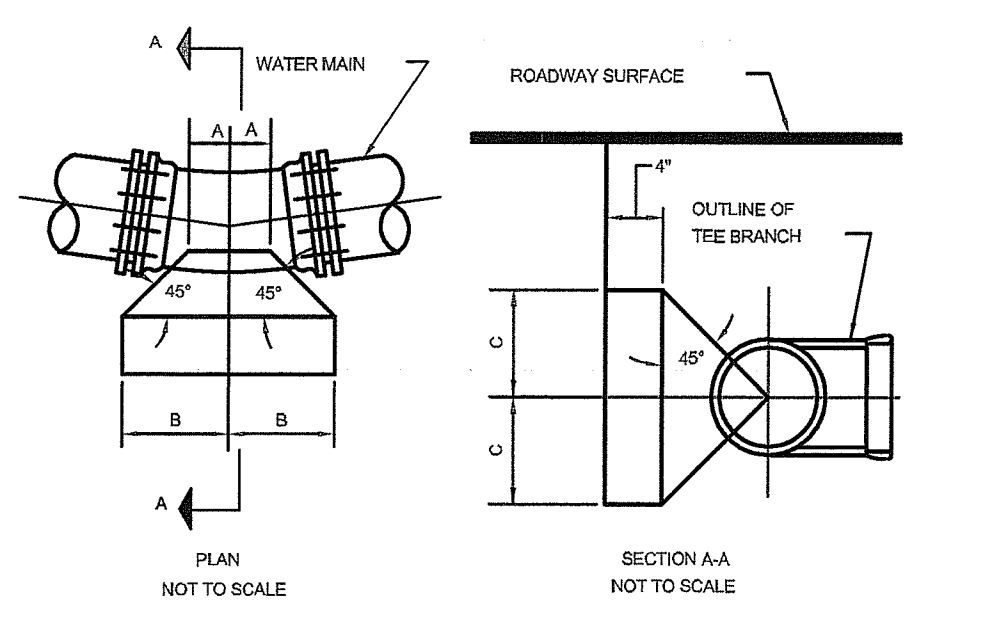 A
WATER MAIN
A A
45° 45°
B B
A
PLAN
NOT TO SCALE
ROADWAY SURFACE
4"
OUTLINE OF
TEE BRANCH
C
45°
C
SECTION A-A
NOT TO SCALE